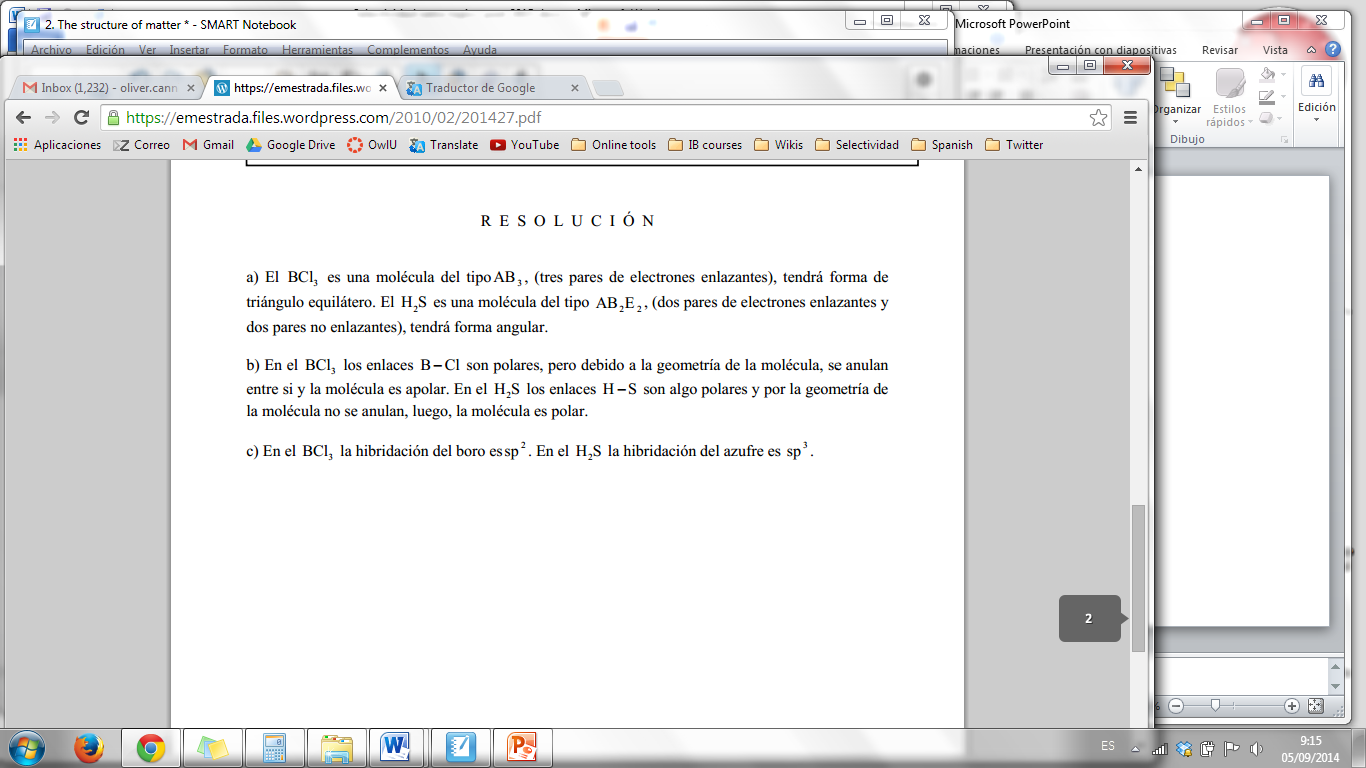 2. The structure of matter * - SMART Notebook
Microsoft PowerPoint
Archivo Edición Ver Insertar Formato Herramientas Complementos Ayuda
maciones Presentación con diapositivas Revisar Vista
Inbox (1,232) - oliver.cann
https://emestrada.files.wo
Traductor de Google
https://emestrada.files.wordpress.com/2010/02/201427.pdf
Aplicaciones Correo Gmail Google Drive OwlU Translate YouTube Online tools IB courses Wikis Selectividad Spanish Twitter
Organizar Estilos rápidos Edición
Dibujo
RESOLUCIÓN
a) El BCl₃ es una molécula del tipo AB₃, (tres pares de electrones enlazantes), tendrá forma de
triángulo equilátero. El H₂S es una molécula del tipo AB₂E₂, (dos pares de electrones enlazantes y
dos pares no enlazantes), tendrá forma angular.
b) En el BCl₃ los enlaces B−Cl son polares, pero debido a la geometría de la molécula, se anulan
entre si y la molécula es apolar. En el H₂S los enlaces H−S son algo polares y por la geometría de
la molécula no se anulan, luego, la molécula es polar.
c) En el BCl₃ la hibridación del boro es sp². En el H₂S la hibridación del azufre es sp³.
2
%
ES
9:15
05/09/2014